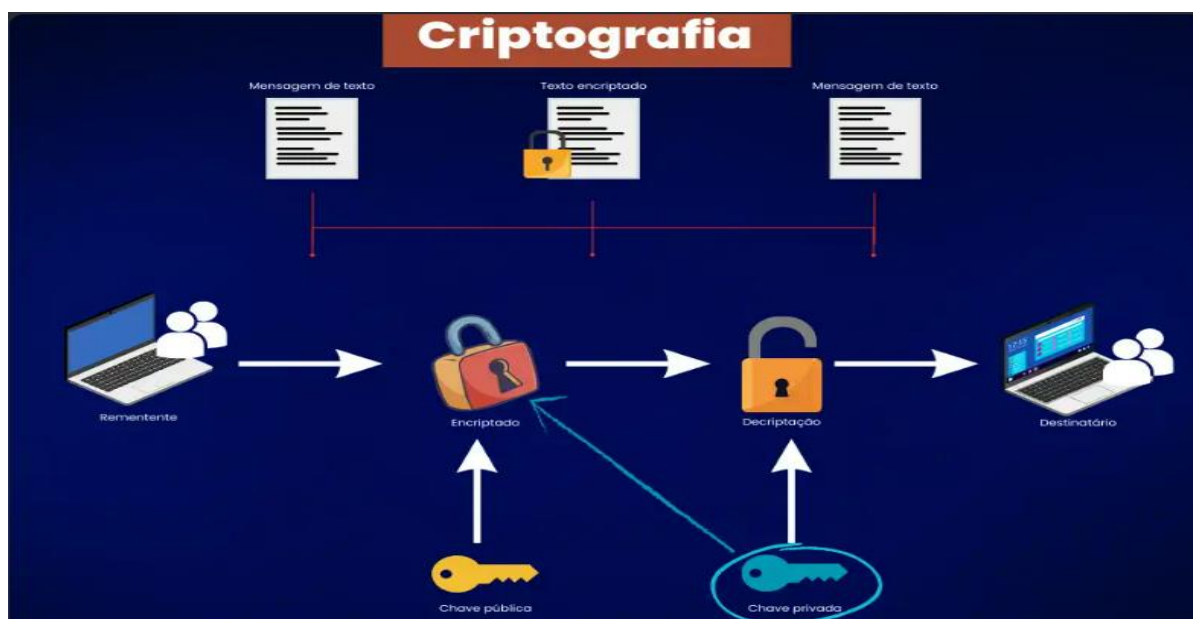 Criptografia
Mensagem de texto
Texto encriptado
Mensagem de texto
Rementente
Encriptado
Decriptação
Destinatário
Chave pública
Chave privada